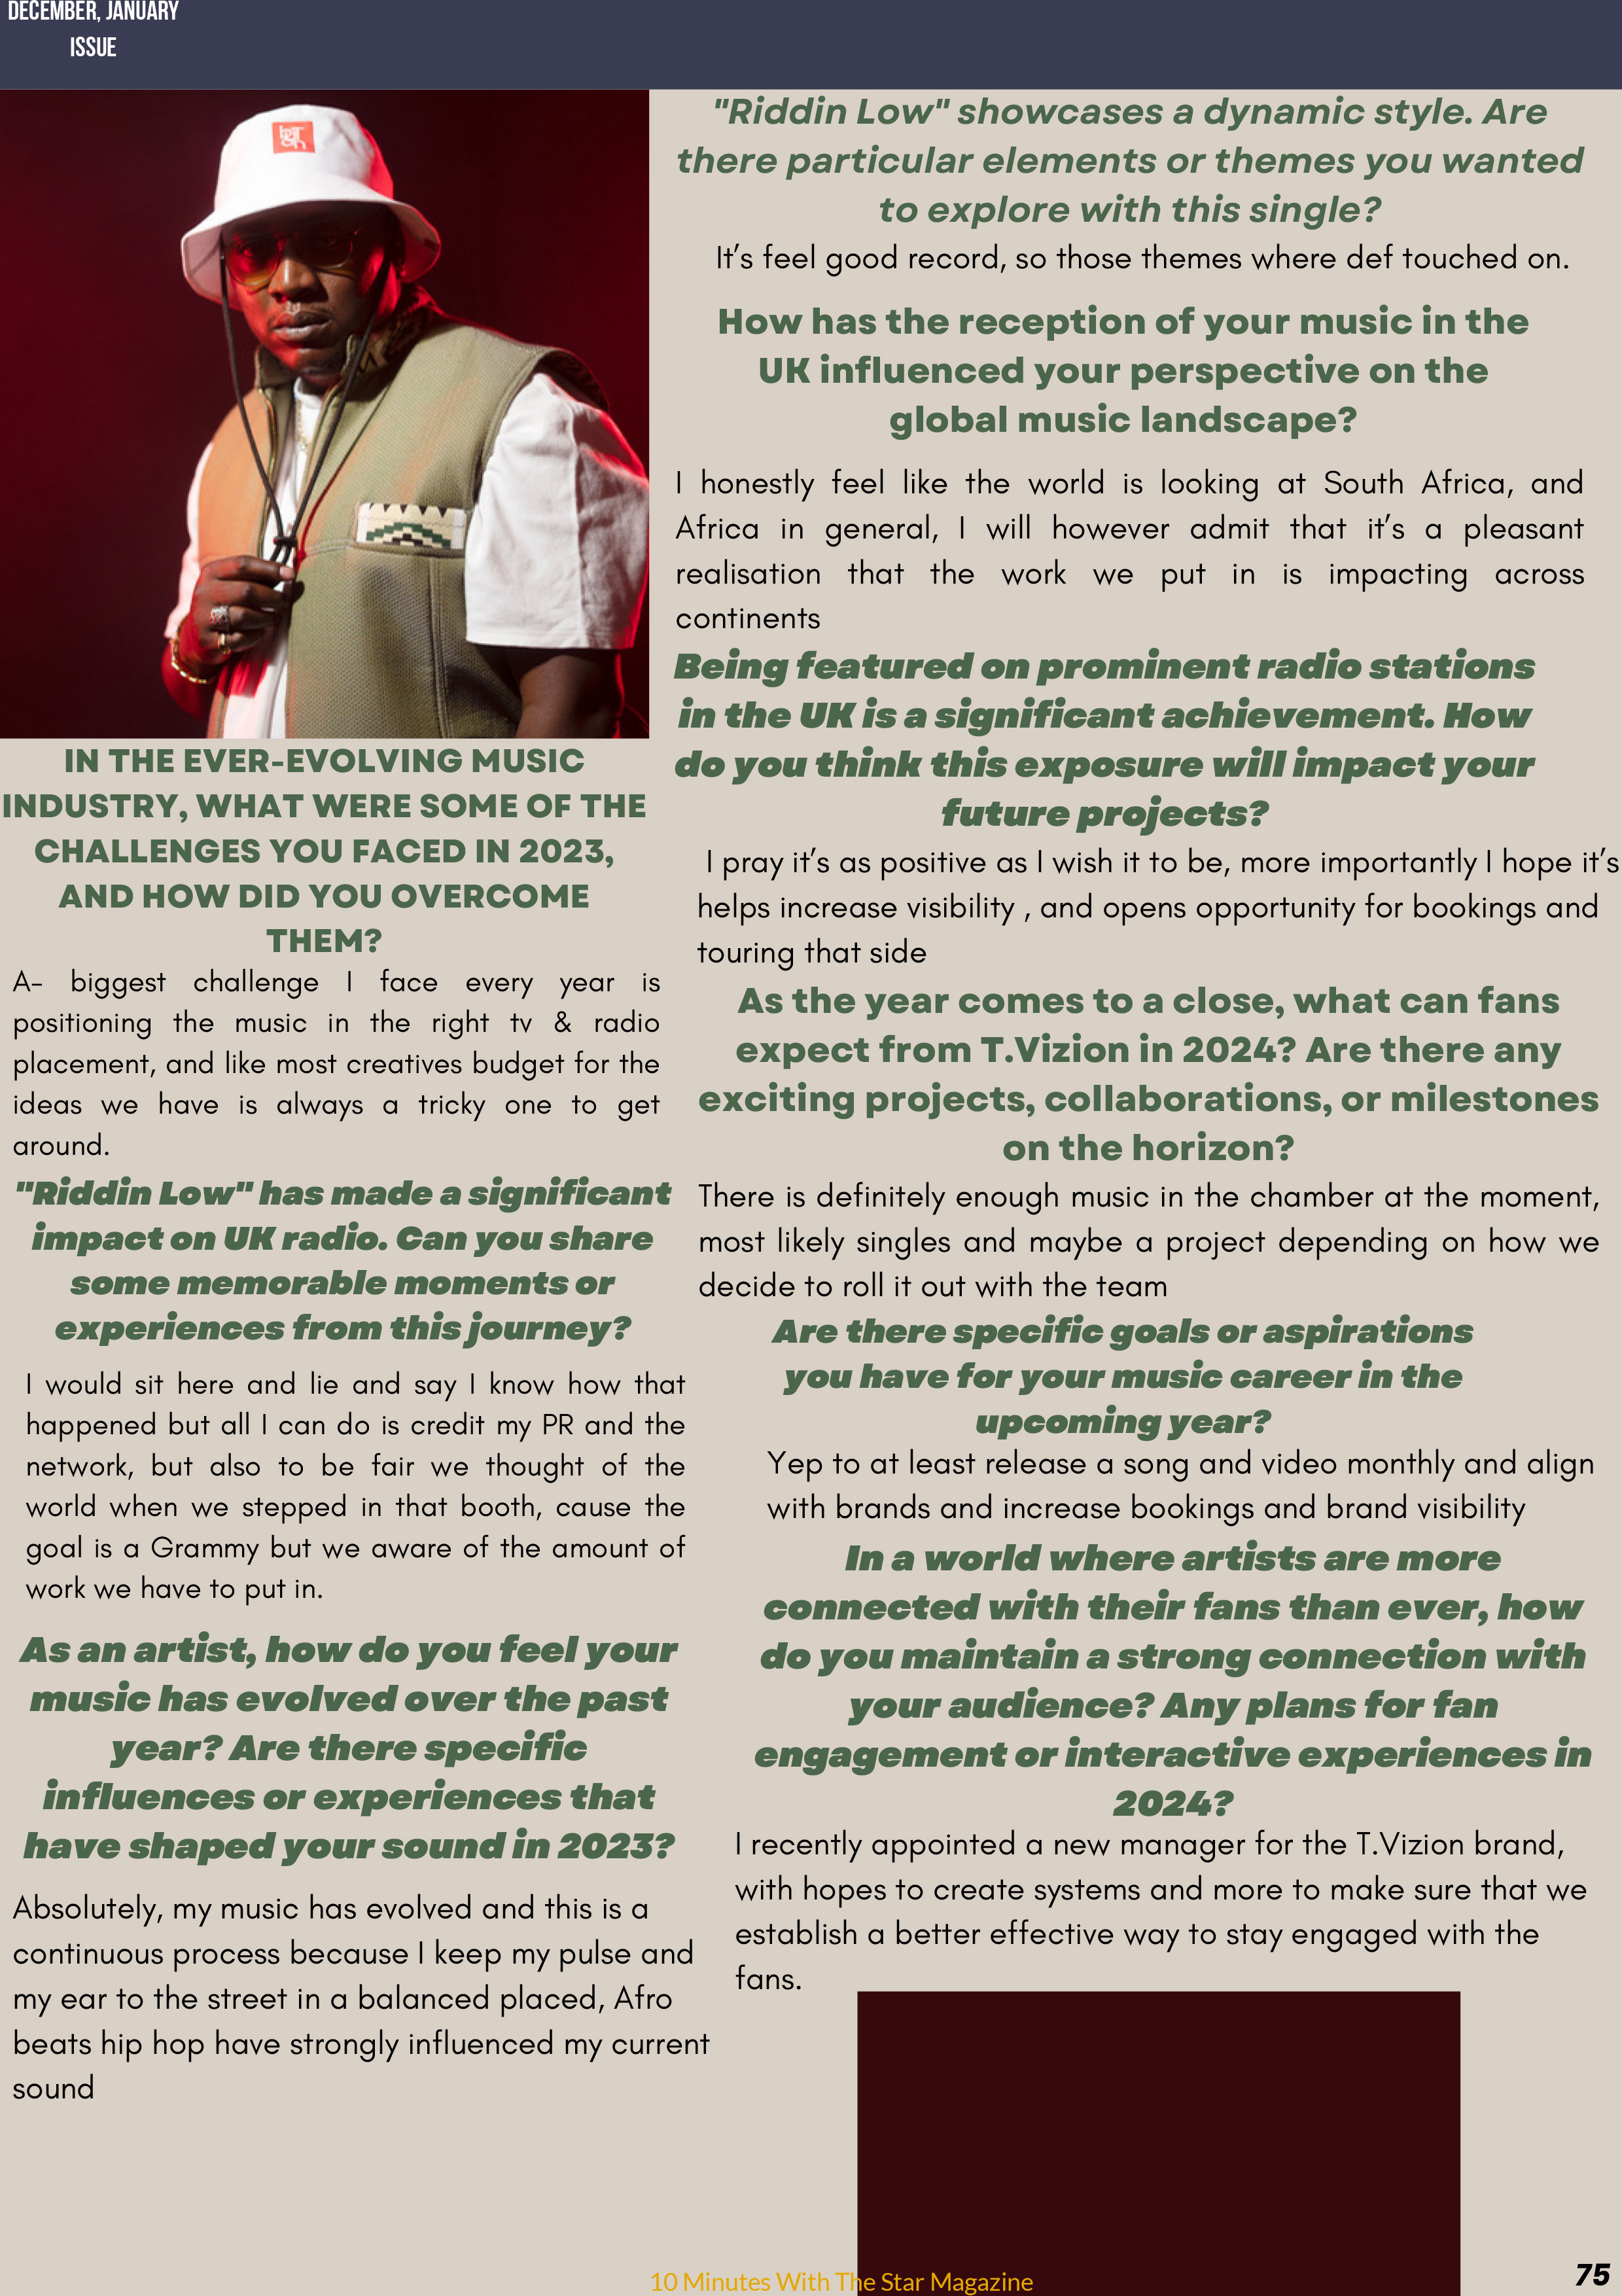 DECEMBER, JANUARY
ISSUE
IN THE EVER-EVOLVING MUSIC
INDUSTRY, WHAT WERE SOME OF THE
CHALLENGES YOU FACED IN 2023,
AND HOW DID YOU OVERCOME
THEM?
A- biggest challenge I face every year is
positioning the music in the right tv & radio
placement, and like most creatives budget for the
ideas we have is always a tricky one to get
around.
"Riddin Low" has made a significant
impact on UK radio. Can you share
some memorable moments or
experiences from this journey?
I would sit here and lie and say I know how that
happened but all I can do is credit my PR and the
network, but also to be fair we thought of the
world when we stepped in that booth, cause the
goal is a Grammy but we aware of the amount of
work we have to put in.
As an artist, how do you feel your
music has evolved over the past
year? Are there specific
influences or experiences that
have shaped your sound in 2023?
Absolutely, my music has evolved and this is a
continuous process because I keep my pulse and
my ear to the street in a balanced placed, Afro
beats hip hop have strongly influenced my current
sound
"Riddin Low" showcases a dynamic style. Are
there particular elements or themes you wanted
to explore with this single?
It's feel good record, so those themes where def touched on.
How has the reception of your music in the
UK influenced your perspective on the
global music landscape?
I honestly feel like the world is looking at South Africa, and
Africa in general, I will however admit that it's a pleasant
realisation that the work we put in is impacting across
continents
Being featured on prominent radio stations
in the UK is a significant achievement. How
do you think this exposure will impact your
future projects?
I pray it's as positive as I wish it to be, more importantly I hope it's
helps increase visibility , and opens opportunity for bookings and
touring that side
As the year comes to a close, what can fans
expect from T.Vizion in 2024? Are there any
exciting projects, collaborations, or milestones
on the horizon?
There is definitely enough music in the chamber at the moment,
most likely singles and maybe a project depending on how we
decide to roll it out with the team
Are there specific goals or aspirations
you have for your music career in the
upcoming year?
Yep to at least release a song and video monthly and align
with brands and increase bookings and brand visibility
In a world where artists are more
connected with their fans than ever, how
do you maintain a strong connection with
your audience? Any plans for fan
engagement or interactive experiences in
2024?
I recently appointed a new manager for the T.Vizion brand,
with hopes to create systems and more to make sure that we
establish a better effective way to stay engaged with the
fans.
10 Minutes With The Star Magazine
75